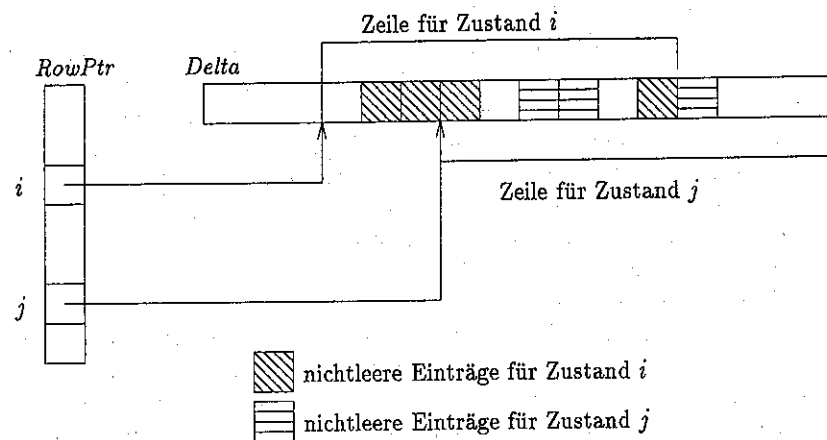 Zeile für Zustand i
RowPtr
Delta
i
Zeile für Zustand j
j
nichtleere Einträge für Zustand i
nichtleere Einträge für Zustand j